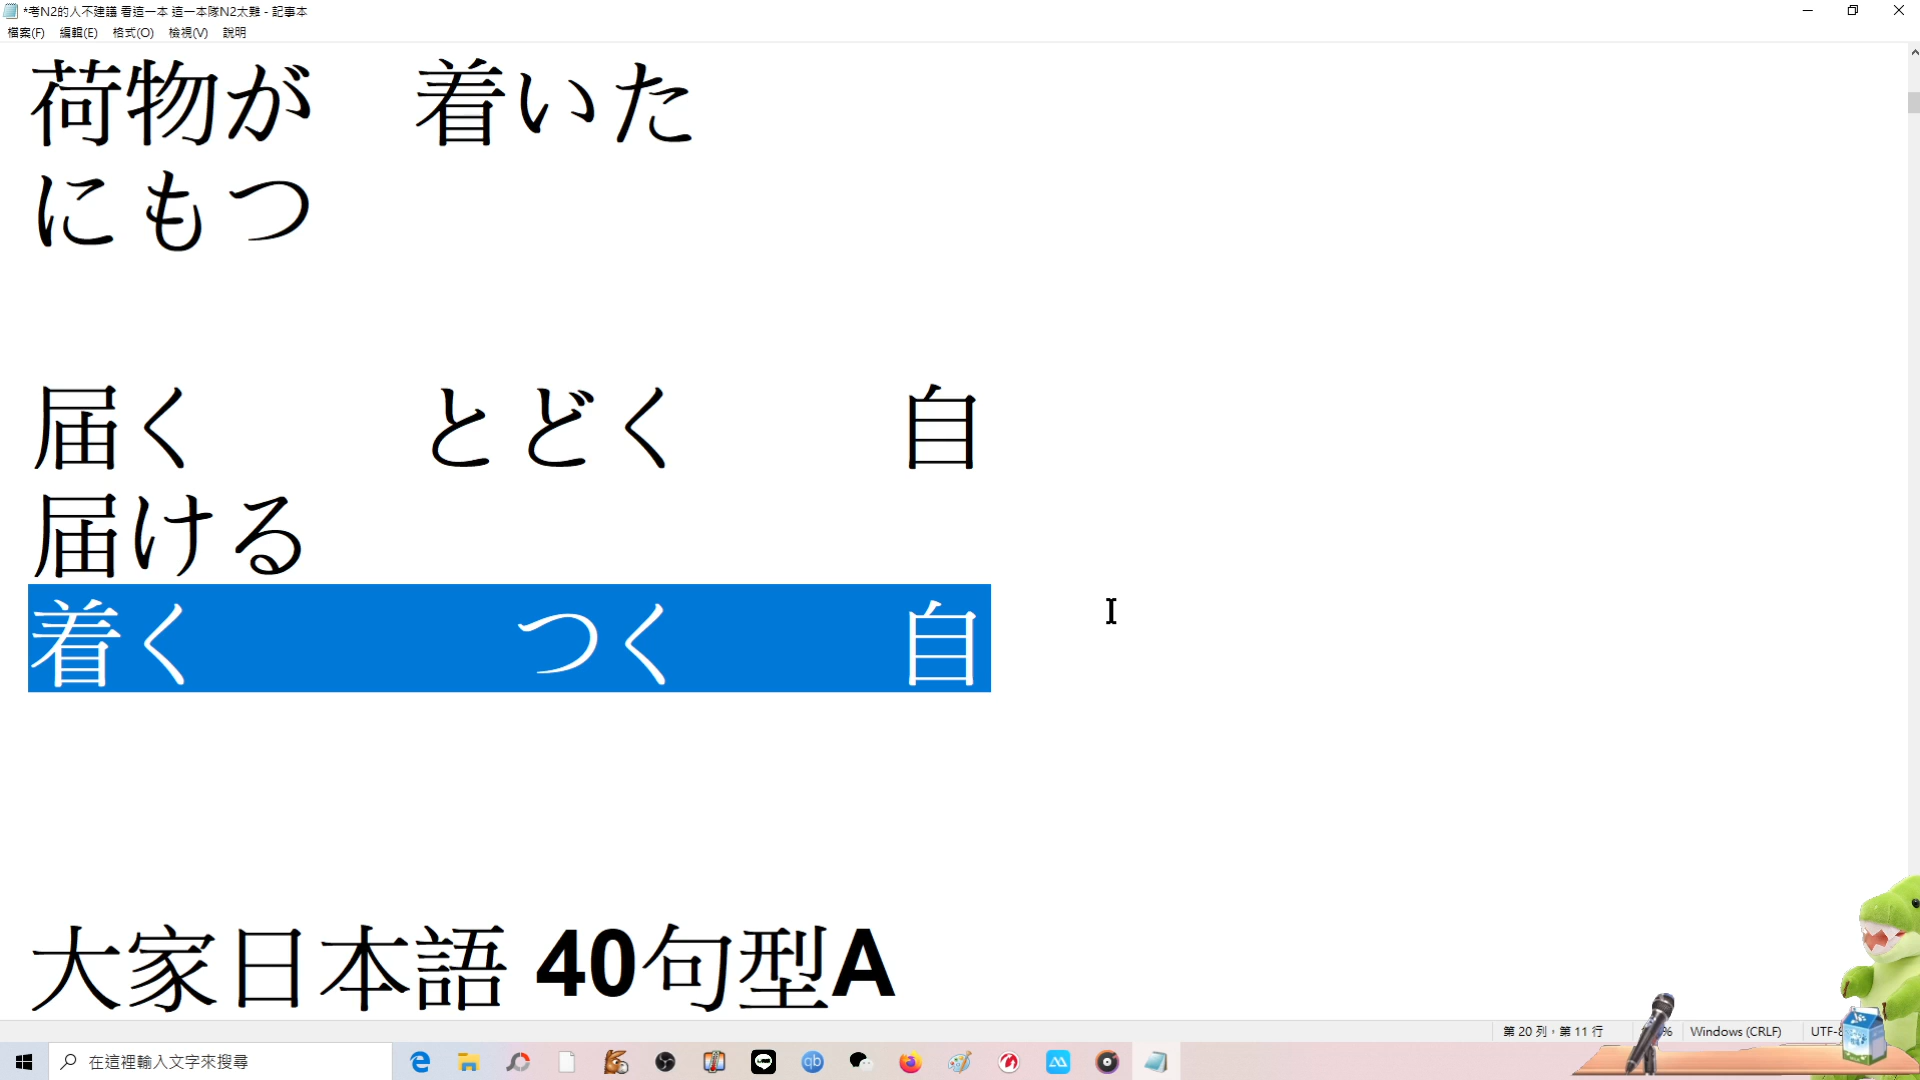 *考N2的人不建議 看這一本 這一本隊N2太難 - 記事本
檔案(F) 編輯(E) 格式(O) 檢視(V) 說明
荷物が　着いた
にもつ
届く　　とどく　　自
届ける
着く　　　つく　　自
大家日本語 40句型A
第 20 列，第 11 行 % Windows (CRLF) UTF-8
在這裡輸入文字來搜尋
qb